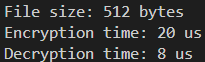 File size: 512 bytes
Encryption time: 20 us
Decryption time: 8 us